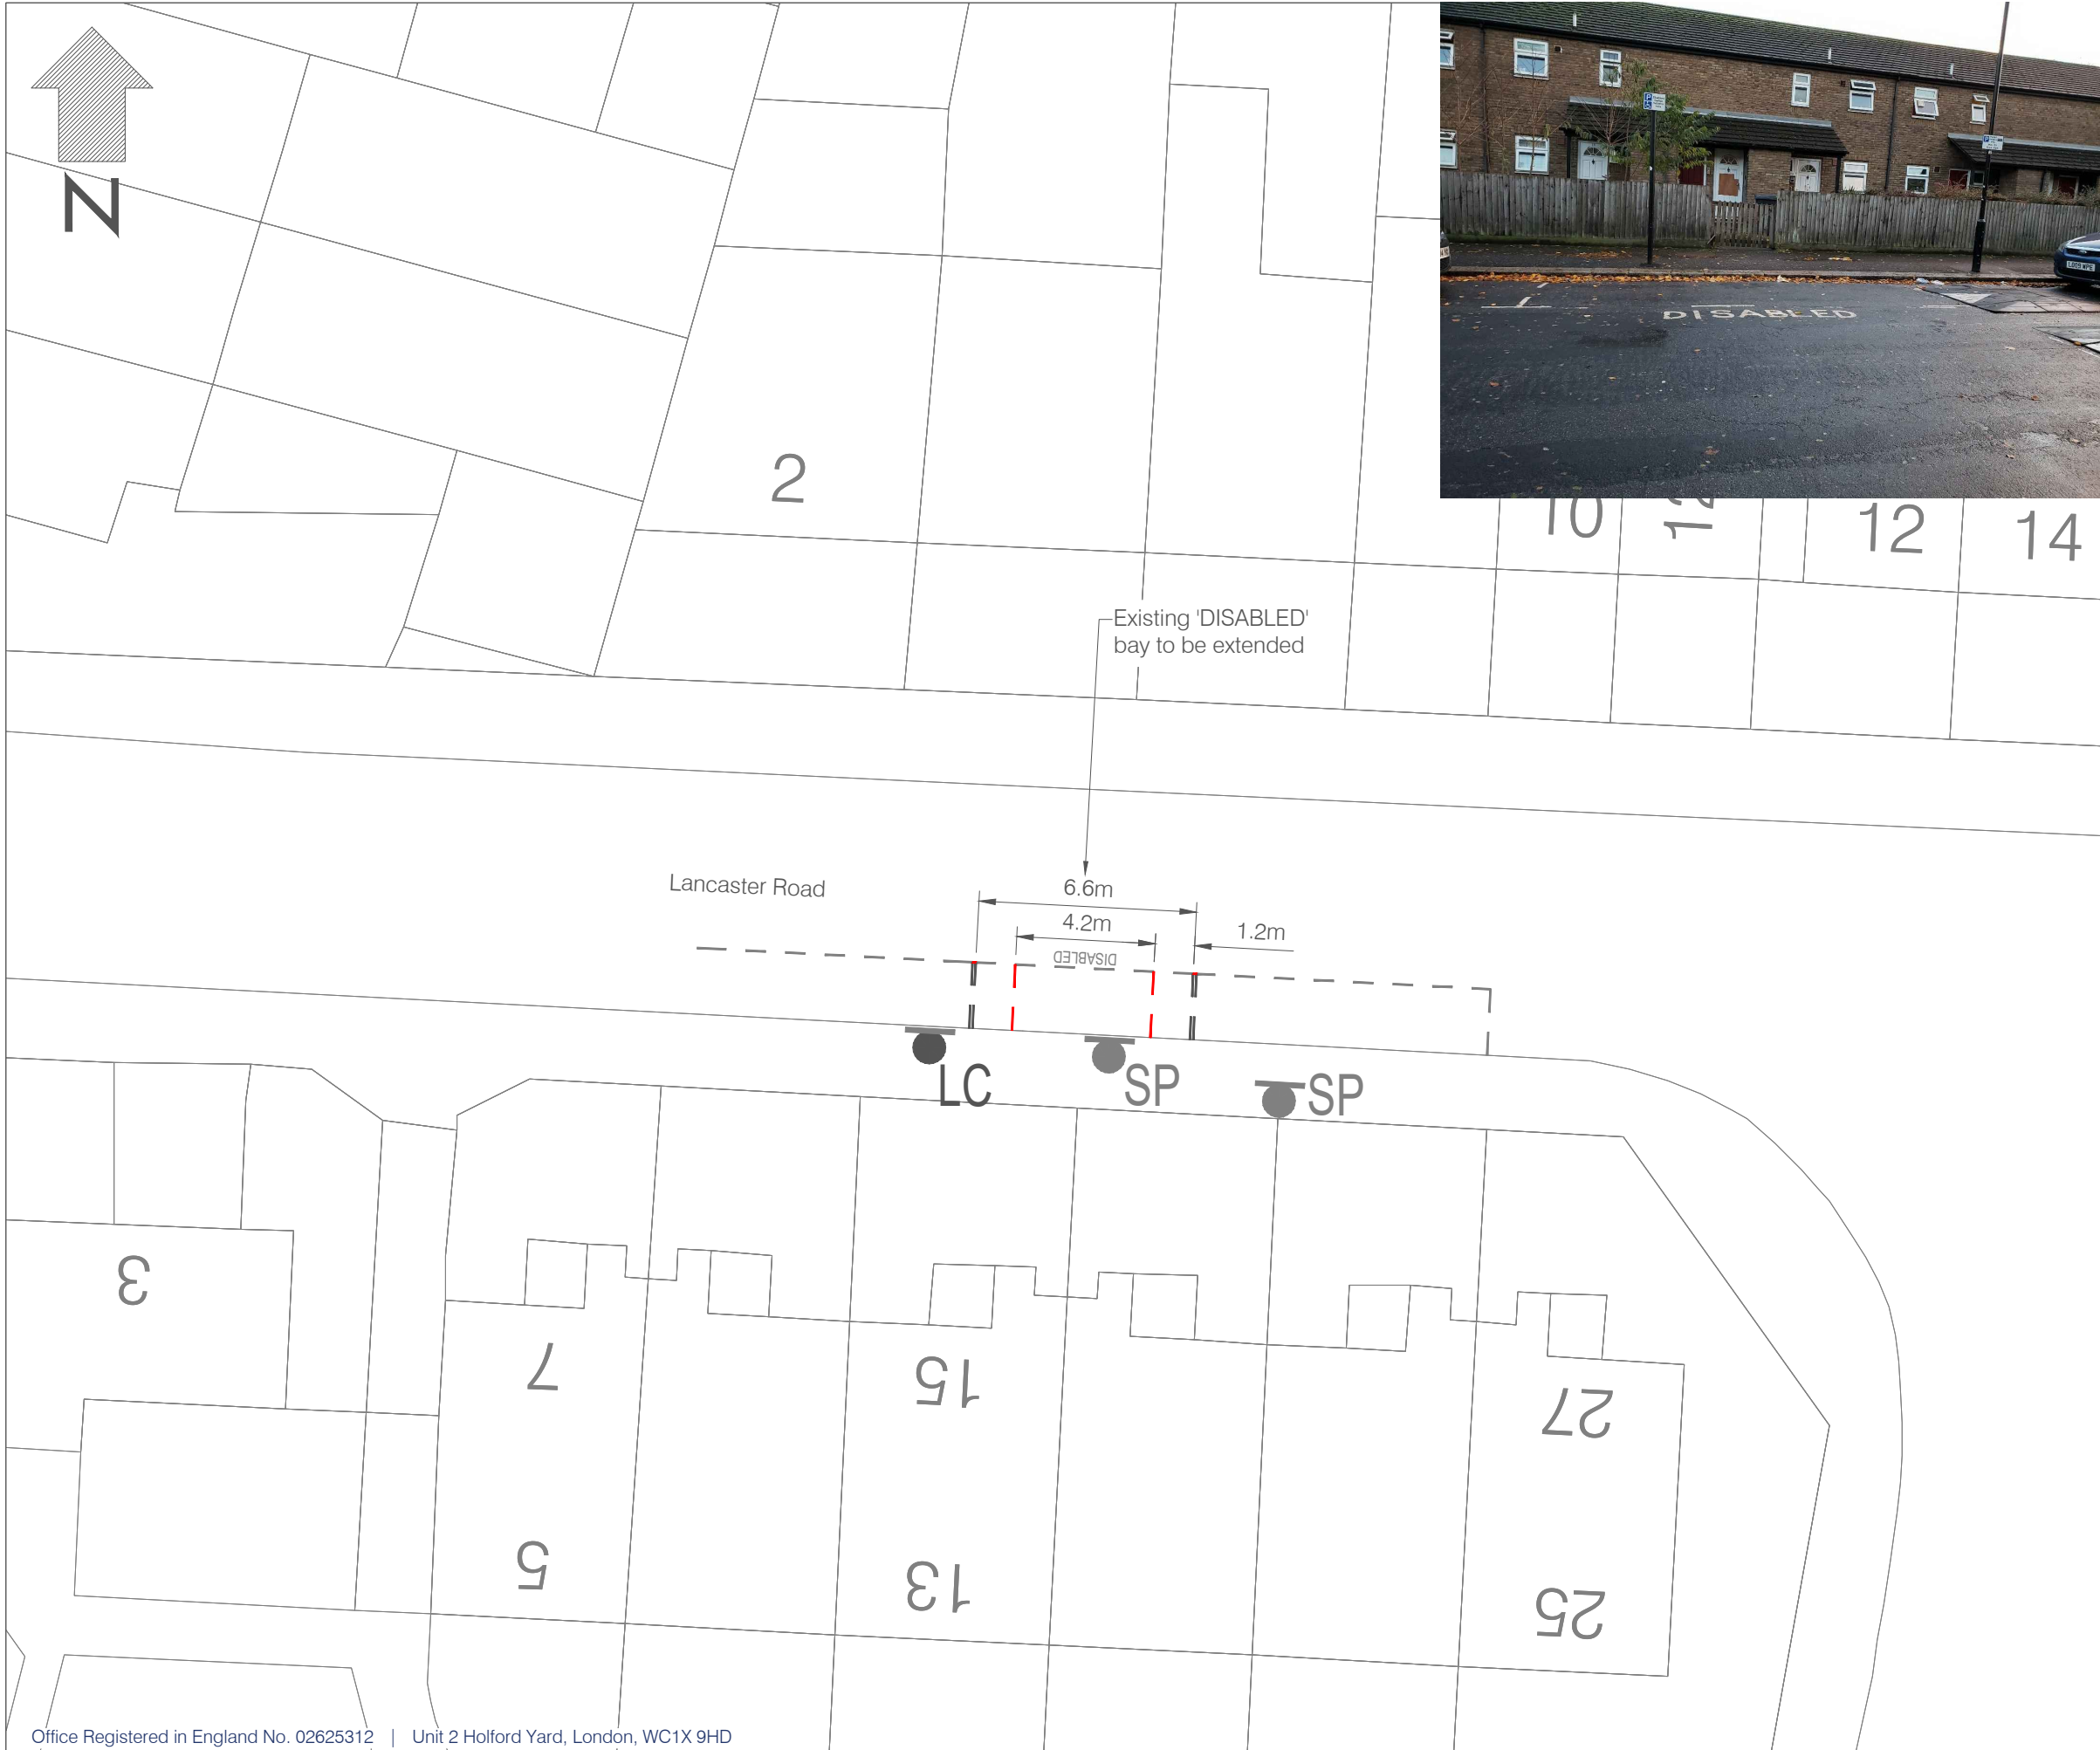 N
DISABLED
2
10
12
14
Existing 'DISABLED'
bay to be extended
Lancaster Road
6.6m
4.2m
1.2m
DISABLED
LC
SP
SP
3
7
15
27
5
13
25
Office Registered in England No. 02625312 | Unit 2 Holford Yard, London, WC1X 9HD